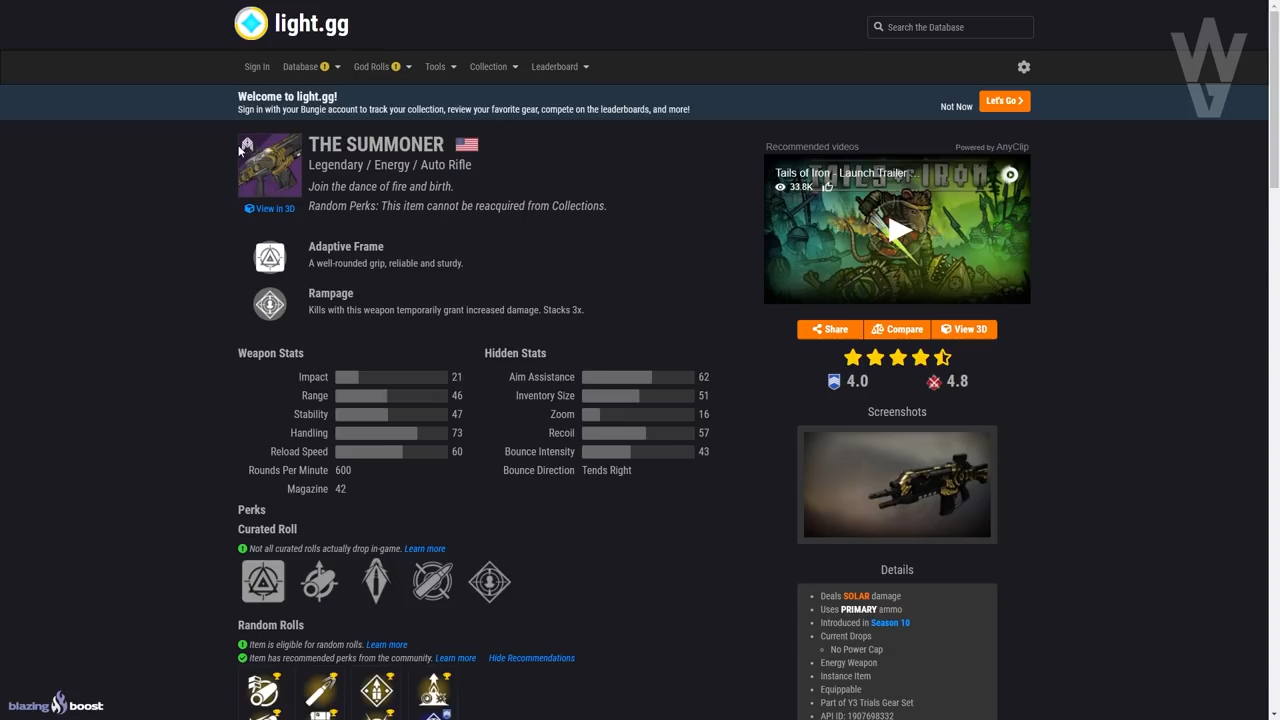 light.gg
Search the Database
Sign In
Database
God Rolls
Tools
Collection
Leaderboard
Welcome to light.gg!
Sign in with your Bungie account to track your collection, review your favorite gear, compete on the leaderboards, and more!
Not Now
Let's Go
THE SUMMONER
Legendary / Energy / Auto Rifle
Join the dance of fire and birth.
Random Perks: This item cannot be reacquired from Collections.
View in 3D
Adaptive Frame
A well-rounded grip, reliable and sturdy.
Rampage
Kills with this weapon temporarily grant increased damage. Stacks 3x.
Weapon Stats
Impact 21
Range 46
Stability 47
Handling 73
Reload Speed 60
Rounds Per Minute 600
Magazine 42
Hidden Stats
Aim Assistance 62
Inventory Size 51
Zoom 16
Recoil 57
Bounce Intensity 43
Bounce Direction Tends Right
Perks
Curated Roll
Not all curated rolls actually drop in-game. Learn more
Random Rolls
Item is eligible for random rolls. Learn more
Item has recommended perks from the community. Learn more Hide Recommendations
Recommended videos
Powered by AnyClip
TAILS OF IRON
Tails of Iron - Launch Trailer ...
33.8K
Share
Compare
View 3D
4.0
4.8
Screenshots
Details
Deals SOLAR damage
Uses PRIMARY ammo
Introduced in Season 10
Current Drops
No Power Cap
Energy Weapon
Instance Item
Equippable
Part of Y3 Trials Gear Set
API ID: 1907698332
blazing boost